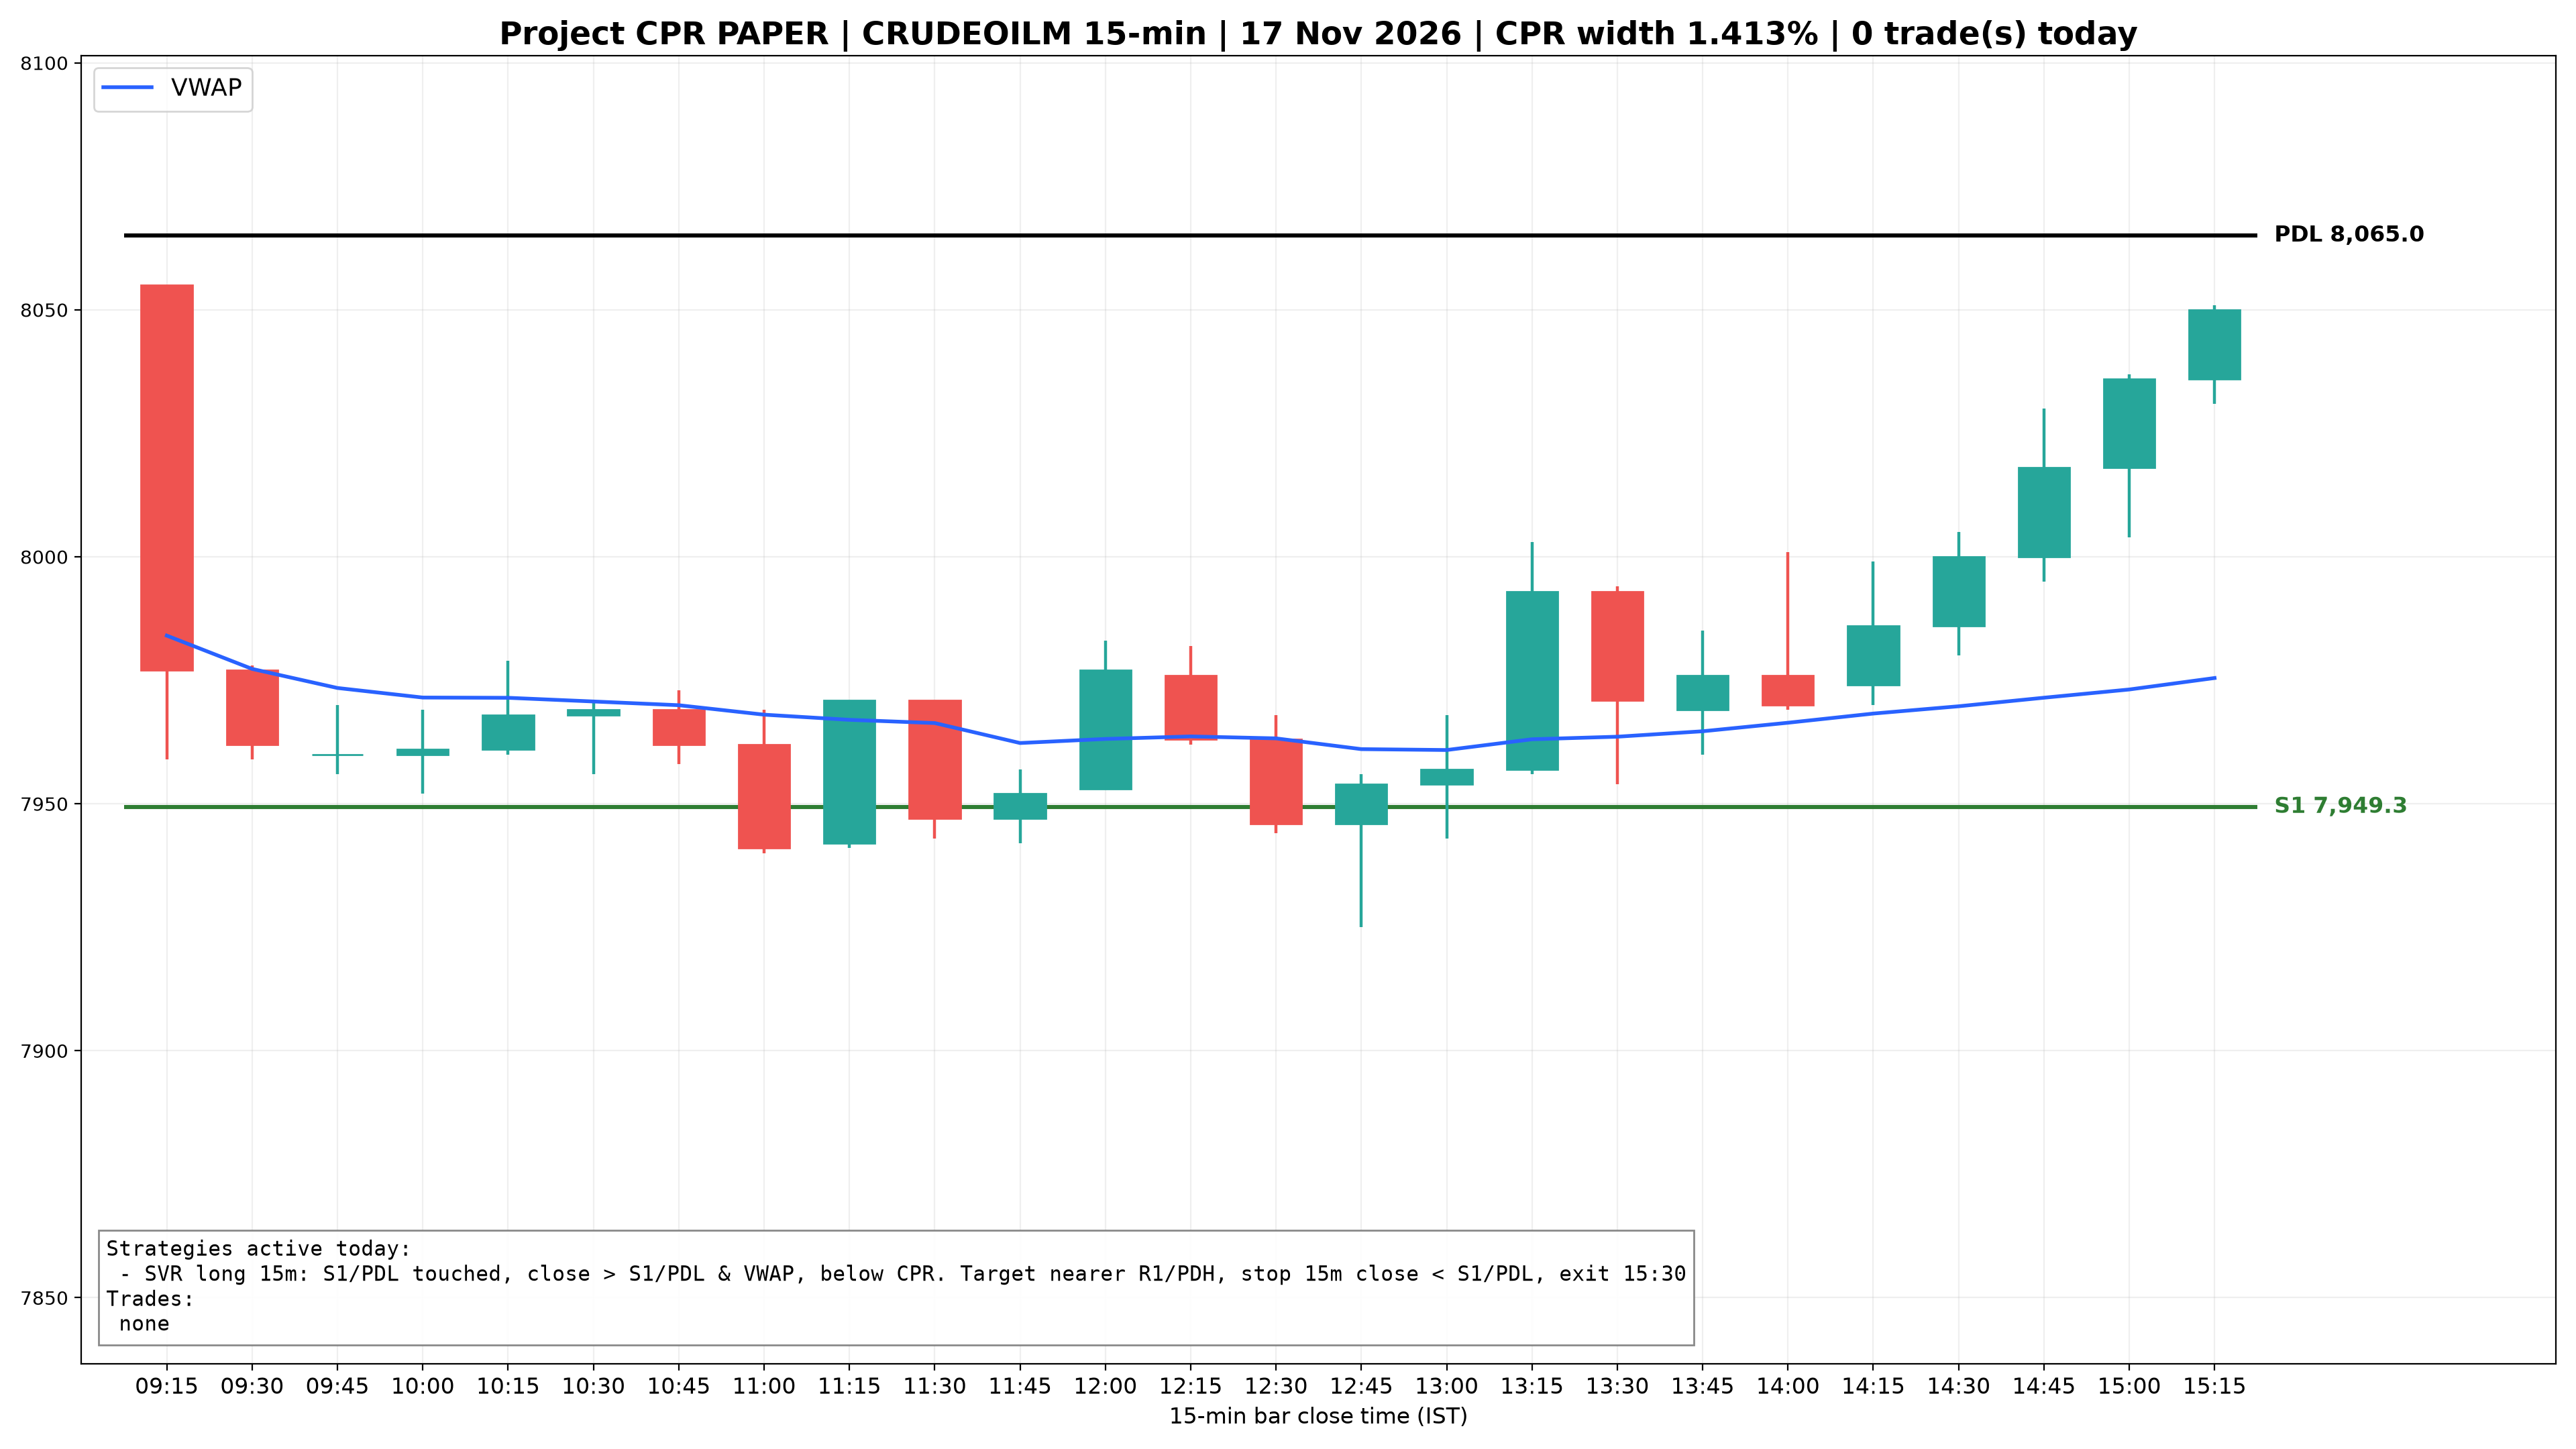 Project CPR PAPER | CRUDEOILM 15-min | 17 Nov 2026 | CPR width 1.413% | 0 trade(s) today
VWAP
8100
8050
8000
7950
7900
7850
PDL 8,065.0
S1 7,949.3
Strategies active today:
- SVR long 15m: S1/PDL touched, close > S1/PDL & VWAP, below CPR. Target nearer R1/PDH, stop 15m close < S1/PDL, exit 15:30
Trades:
none
09:15 09:30 09:45 10:00 10:15 10:30 10:45 11:00 11:15 11:30 11:45 12:00 12:15 12:30 12:45 13:00 13:15 13:30 13:45 14:00 14:15 14:30 14:45 15:00 15:15
15-min bar close time (IST)